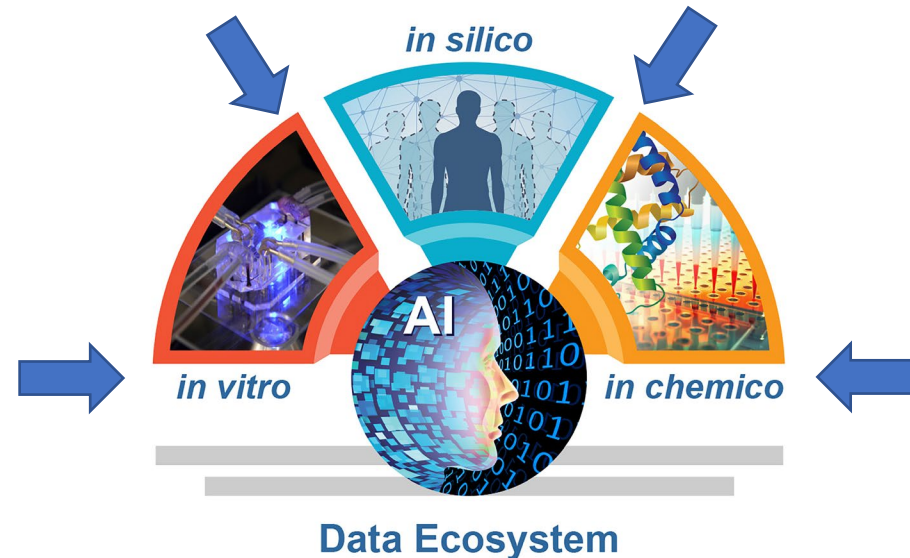 in silico
AI
in vitro
in chemico
Data Ecosystem